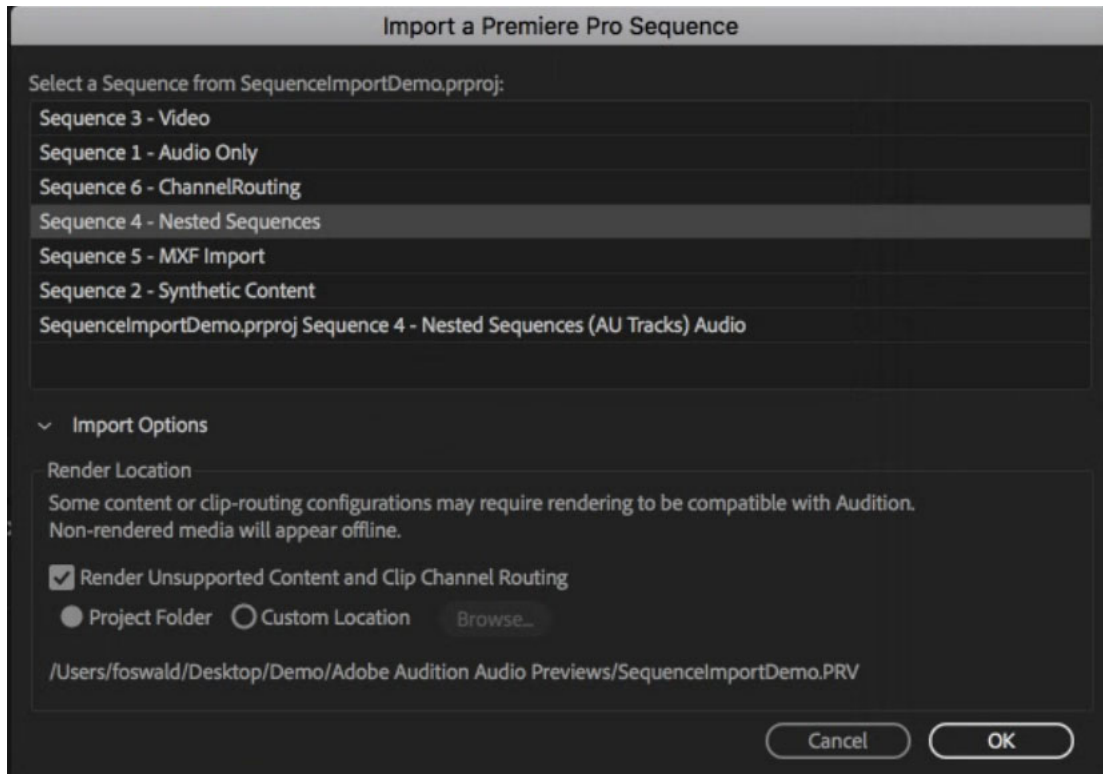 Import a Premiere Pro Sequence
Select a Sequence from SequenceImportDemo.prproj:
Sequence 3 - Video
Sequence 1 - Audio Only
Sequence 6 - ChannelRouting
Sequence 4 - Nested Sequences
Sequence 5 - MXF Import
Sequence 2 - Synthetic Content
SequenceImportDemo.prproj Sequence 4 - Nested Sequences (AU Tracks) Audio
Import Options
Render Location
Some content or clip-routing configurations may require rendering to be compatible with Audition.
Non-rendered media will appear offline.
Render Unsupported Content and Clip Channel Routing
Project Folder Custom Location Browse...
/Users/foswald/Desktop/Demo/Adobe Audition Audio Previews/SequenceImportDemo.PRV
Cancel OK